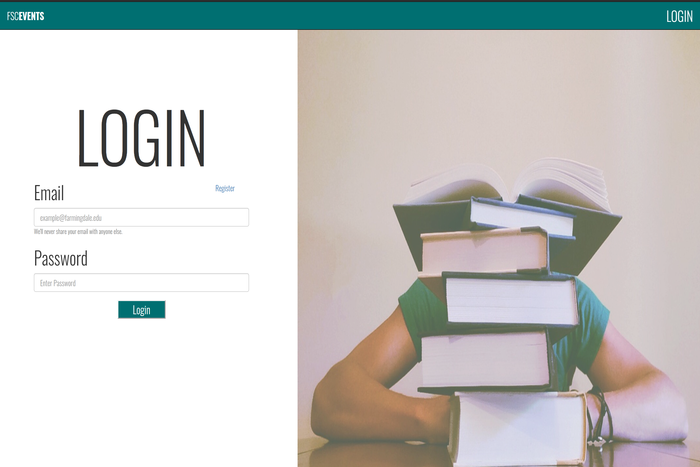 FSCEVENTS
LOGIN
LOGIN
Email
Register
example@farmingdale.edu
We'll never share your email with anyone else.
Password
Enter Password
Login